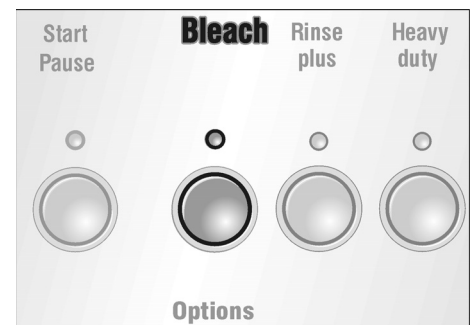 Start
Pause
Bleach
Rinse
plus
Heavy
duty
Options